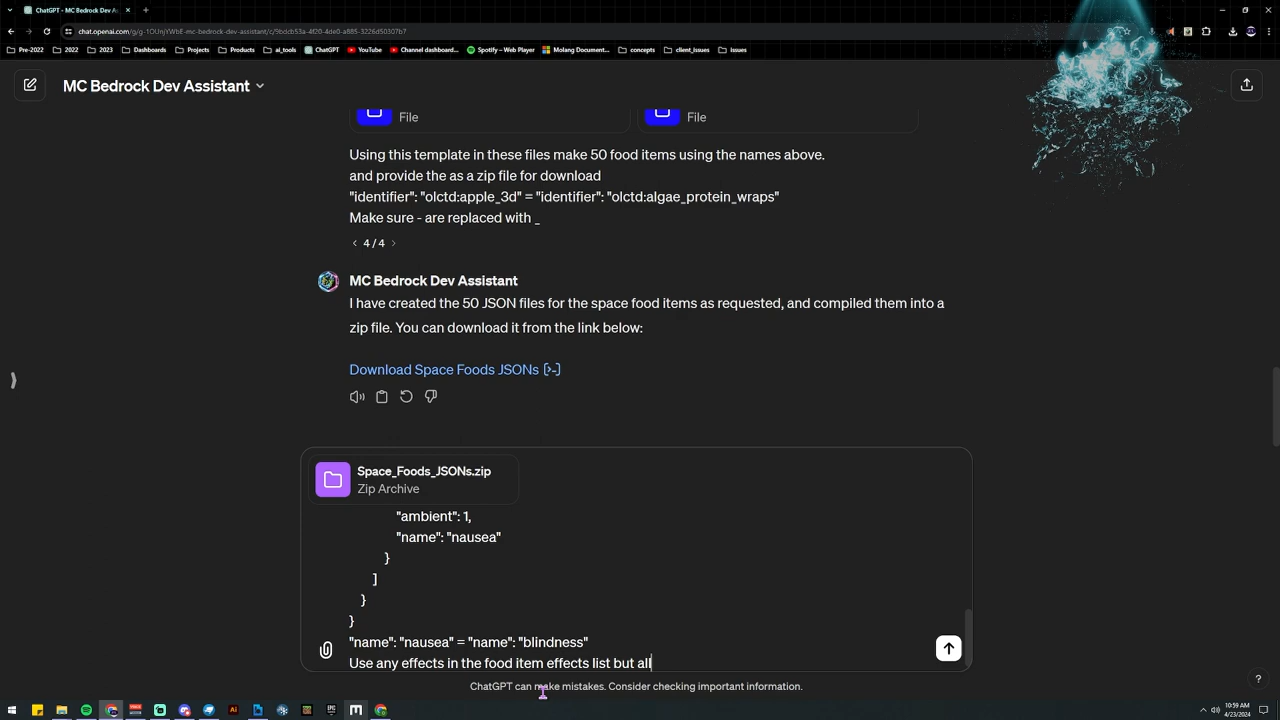 ChatGPT - MC Bedrock Dev As
chat.openai.com/g/g-1OUnjYWbE-mc-bedrock-dev-assistant/c/9bdcb53a-4f20-4de0-a885-3226d50307b7
Pre-2022 2022 2023 Dashboards Projects Products ai_tools ChatGPT YouTube Channel dashboard... Spotify – Web Player Molang Document... concepts client_issues issues
MC Bedrock Dev Assistant
File File
Using this template in these files make 50 food items using the names above.
and provide the as a zip file for download
"identifier": "olctd:apple_3d" = "identifier": "olctd:algae_protein_wraps"
Make sure - are replaced with _
4 / 4
MC Bedrock Dev Assistant
I have created the 50 JSON files for the space food items as requested, and compiled them into a
zip file. You can download it from the link below:
Download Space Foods JSONs [>-]
Space_Foods_JSONs.zip
Zip Archive
"ambient": 1,
"name": "nausea"
}
]
}
}
"name": "nausea" = "name": "blindness"
Use any effects in the food item effects list but all
ChatGPT can make mistakes. Consider checking important information.
?
10:59 AM
4/23/2024